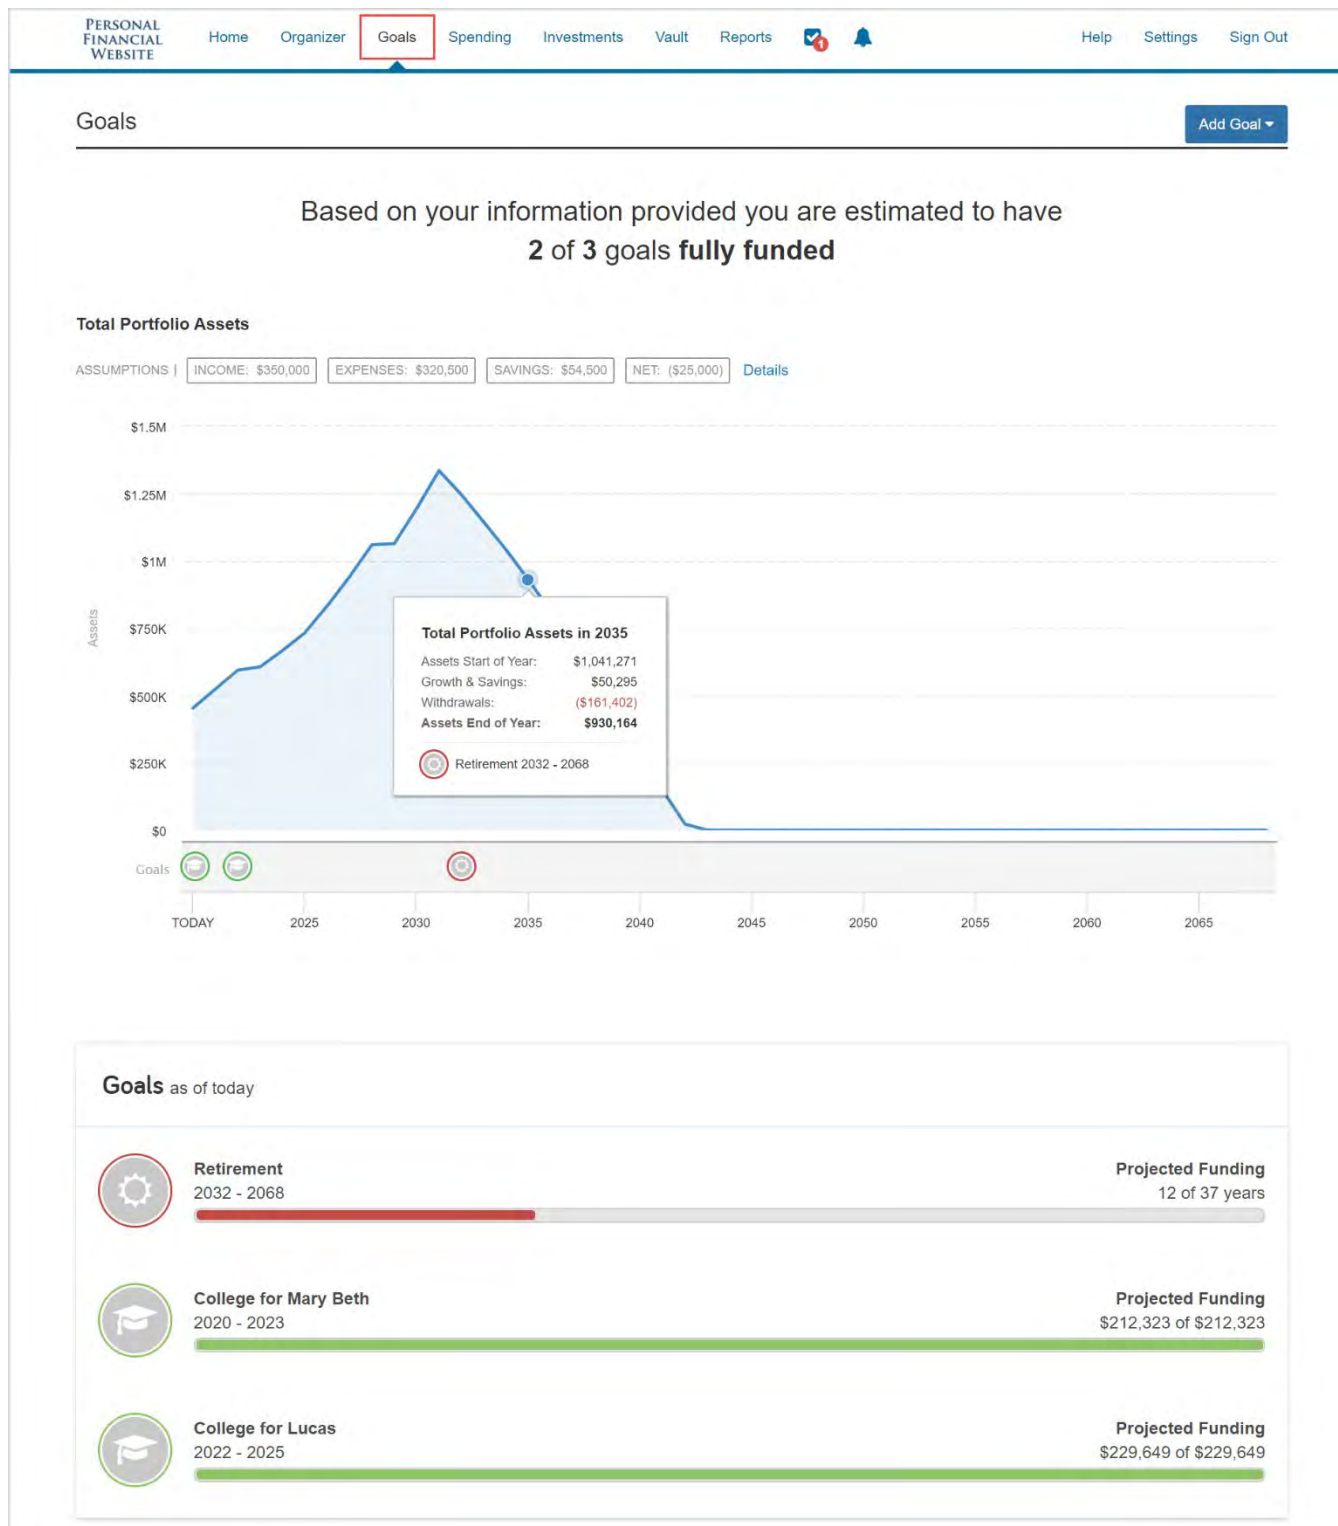 PERSONAL
FINANCIAL
WEBSITE
Home Organizer Goals Spending Investments Vault Reports 1 Help Settings Sign Out
Goals
Add Goal
Based on your information provided you are estimated to have
2 of 3 goals fully funded
Total Portfolio Assets
ASSUMPTIONS | INCOME: $350,000 EXPENSES: $320,500 SAVINGS: $54,500 NET: ($25,000) Details
$1.5M
$1.25M
$1M
$750K
$500K
$250K
$0
Assets
Total Portfolio Assets in 2035
Assets Start of Year: $1,041,271
Growth & Savings: $50,295
Withdrawals: ($161,402)
Assets End of Year: $930,164
Retirement 2032 - 2068
Goals
TODAY 2025 2030 2035 2040 2045 2050 2055 2060 2065
Goals as of today
Retirement Projected Funding
2032 - 2068 12 of 37 years
College for Mary Beth Projected Funding
2020 - 2023 $212,323 of $212,323
College for Lucas Projected Funding
2022 - 2025 $229,649 of $229,649